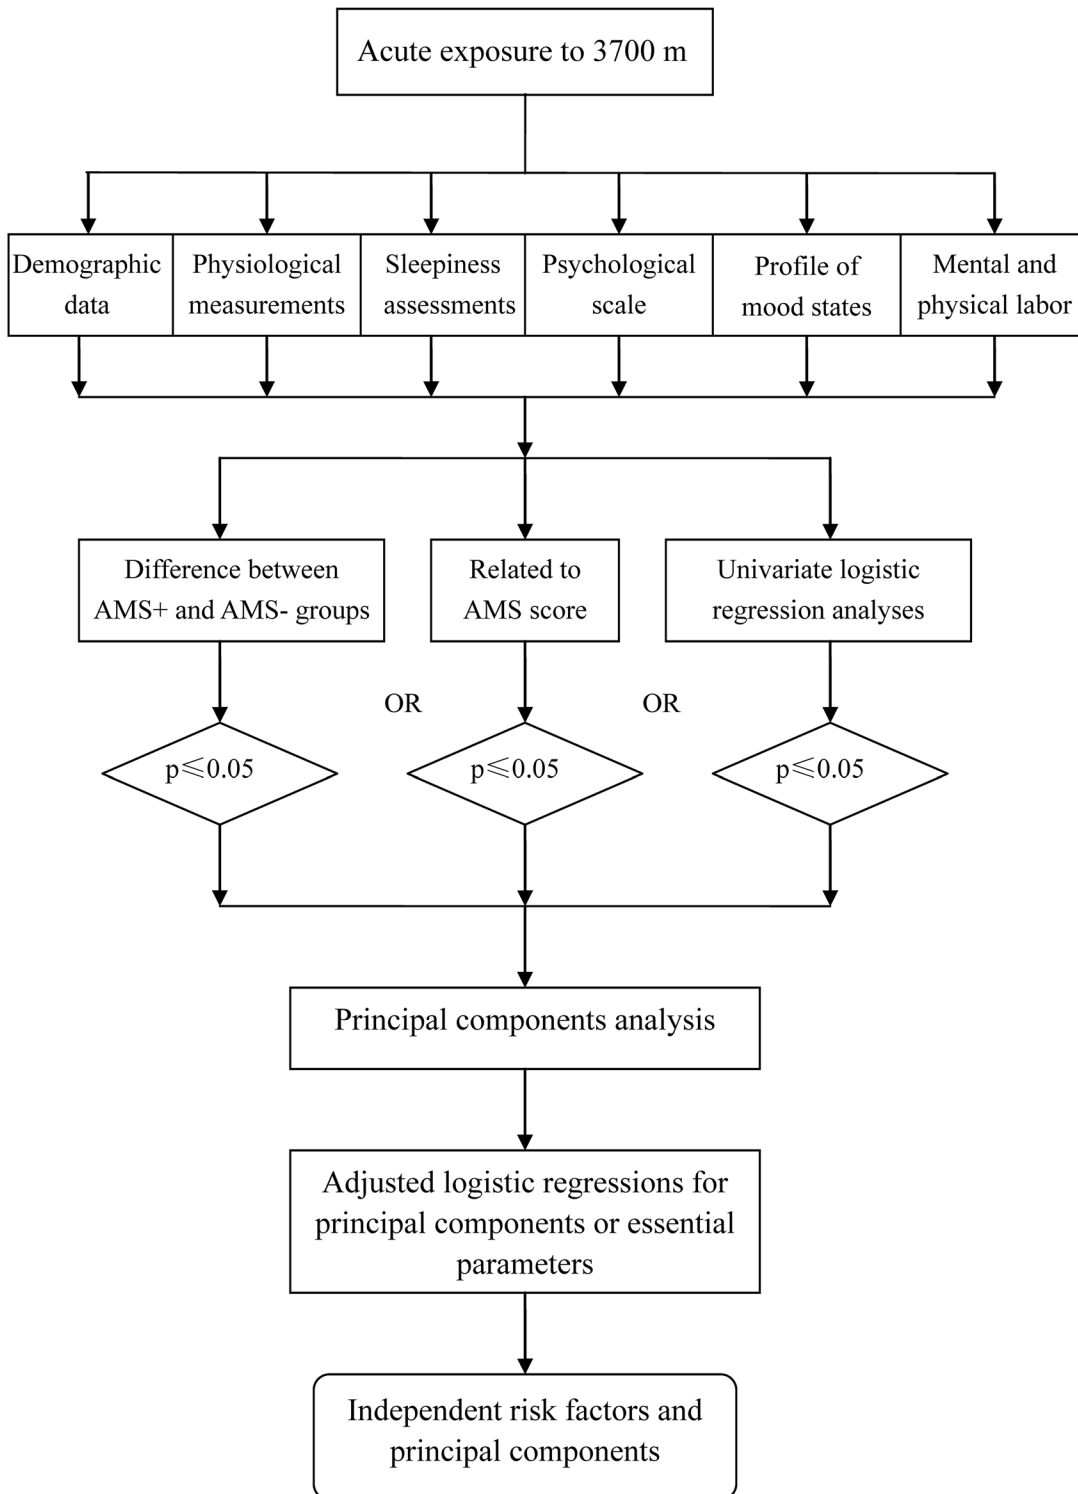 Acute exposure to 3700 m
Demographic
data
Physiological
measurements
Sleepiness
assessments
Psychological
scale
Profile of
mood states
Mental and
physical labor
Difference between
AMS+ and AMS- groups
Related to
AMS score
Univariate logistic
regression analyses
OR
OR
p≤0.05
p≤0.05
p≤0.05
Principal components analysis
Adjusted logistic regressions for
principal components or essential
parameters
Independent risk factors and
principal components